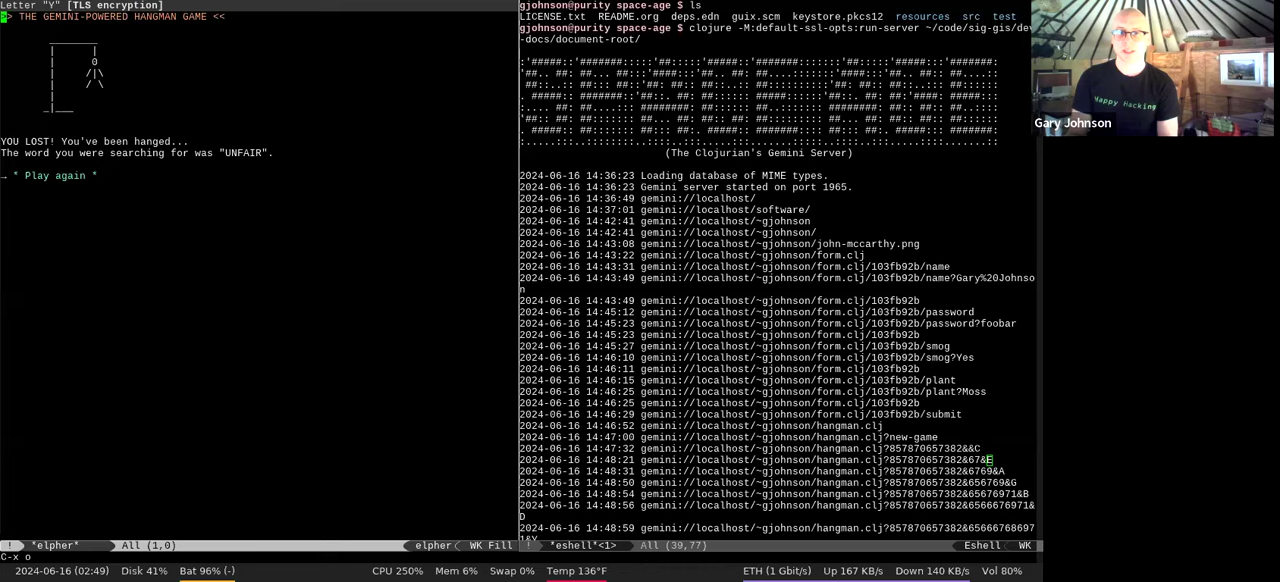 Letter "Y" [TLS encryption]
>> THE GEMINI-POWERED HANGMAN GAME <<
YOU LOST! You've been hanged...
The word you were searching for was "UNFAIR".
→ * Play again *
! *elpher* All (1,0) elpher WK Fill
C-x o
gjohnson@purity space-age $ ls
LICENSE.txt README.org deps.edn guix.scm keystore.pkcs12 resources src test
gjohnson@purity space-age $ clojure -M:default-ssl-opts:run-server ~/code/sig-gis/dev
-docs/document-root/
(The Clojurian's Gemini Server)
2024-06-16 14:36:23 Loading database of MIME types.
2024-06-16 14:36:23 Gemini server started on port 1965.
2024-06-16 14:36:49 gemini://localhost/
2024-06-16 14:37:01 gemini://localhost/software/
2024-06-16 14:42:41 gemini://localhost/~gjohnson
2024-06-16 14:42:41 gemini://localhost/~gjohnson/
2024-06-16 14:43:08 gemini://localhost/~gjohnson/john-mccarthy.png
2024-06-16 14:43:22 gemini://localhost/~gjohnson/form.clj
2024-06-16 14:43:31 gemini://localhost/~gjohnson/form.clj/103fb92b/name
2024-06-16 14:43:49 gemini://localhost/~gjohnson/form.clj/103fb92b/name?Gary%20Johnso
n
2024-06-16 14:43:49 gemini://localhost/~gjohnson/form.clj/103fb92b
2024-06-16 14:45:12 gemini://localhost/~gjohnson/form.clj/103fb92b/password
2024-06-16 14:45:23 gemini://localhost/~gjohnson/form.clj/103fb92b/password?foobar
2024-06-16 14:45:23 gemini://localhost/~gjohnson/form.clj/103fb92b
2024-06-16 14:45:27 gemini://localhost/~gjohnson/form.clj/103fb92b/smog
2024-06-16 14:46:10 gemini://localhost/~gjohnson/form.clj/103fb92b/smog?Yes
2024-06-16 14:46:11 gemini://localhost/~gjohnson/form.clj/103fb92b
2024-06-16 14:46:15 gemini://localhost/~gjohnson/form.clj/103fb92b/plant
2024-06-16 14:46:25 gemini://localhost/~gjohnson/form.clj/103fb92b/plant?Moss
2024-06-16 14:46:25 gemini://localhost/~gjohnson/form.clj/103fb92b
2024-06-16 14:46:29 gemini://localhost/~gjohnson/form.clj/103fb92b/submit
2024-06-16 14:46:52 gemini://localhost/~gjohnson/hangman.clj
2024-06-16 14:47:00 gemini://localhost/~gjohnson/hangman.clj?new-game
2024-06-16 14:47:32 gemini://localhost/~gjohnson/hangman.clj?857870657382&&C
2024-06-16 14:48:21 gemini://localhost/~gjohnson/hangman.clj?857870657382&67&E
2024-06-16 14:48:31 gemini://localhost/~gjohnson/hangman.clj?857870657382&6769&A
2024-06-16 14:48:50 gemini://localhost/~gjohnson/hangman.clj?857870657382&656769&G
2024-06-16 14:48:54 gemini://localhost/~gjohnson/hangman.clj?857870657382&65676971&B
2024-06-16 14:48:56 gemini://localhost/~gjohnson/hangman.clj?857870657382&6566676971&
D
2024-06-16 14:48:59 gemini://localhost/~gjohnson/hangman.clj?857870657382&65666768697
1&Y
! *eshell*<1> All (39,77) Eshell WK
Happy Hacking
Gary Johnson
2024-06-16 (02:49) Disk 41% Bat 96% (-) CPU 250% Mem 6% Swap 0% Temp 136°F ETH (1 Gbit/s) Up 167 KB/s Down 140 KB/s Vol 80%